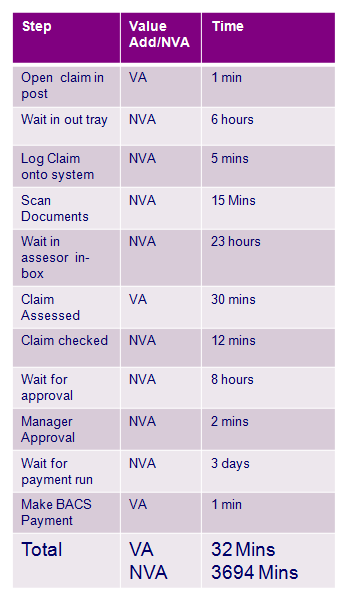 Step Value Time
Add/NVA
Open claim in VA 1 min
post
Wait in out tray NVA 6 hours
Log Claim NVA 5 mins
onto system
Scan NVA 15 Mins
Documents
Wait in NVA 23 hours
assesor in-
box
Claim VA 30 mins
Assessed
Claim checked NVA 12 mins
Wait for NVA 8 hours
approval
Manager NVA 2 mins
Approval
Wait for NVA 3 days
payment run
Make BACS VA 1 min
Payment
Total VA 32 Mins
NVA 3694 Mins